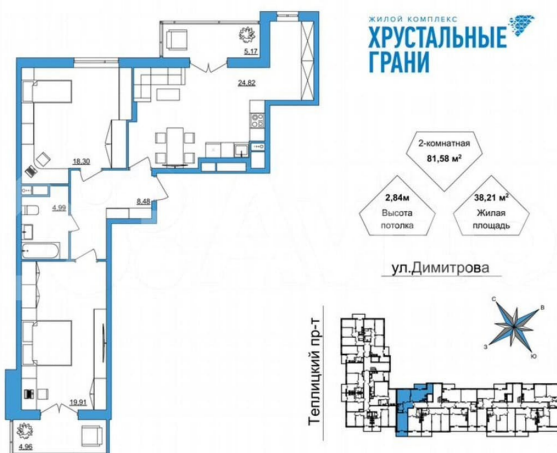 ЖИЛОЙ КОМПЛЕКС
ХРУСТАЛЬНЫЕ
ГРАНИ
5.17
24.82
18.30
2-комнатная
81,58 м²
4.99
8.48
2,84м
Высота
потолка
38,21 м²
Жилая
площадь
ул.Димитрова
Теплицкий пр-т
С
В
З
Ю
19.91
4.96